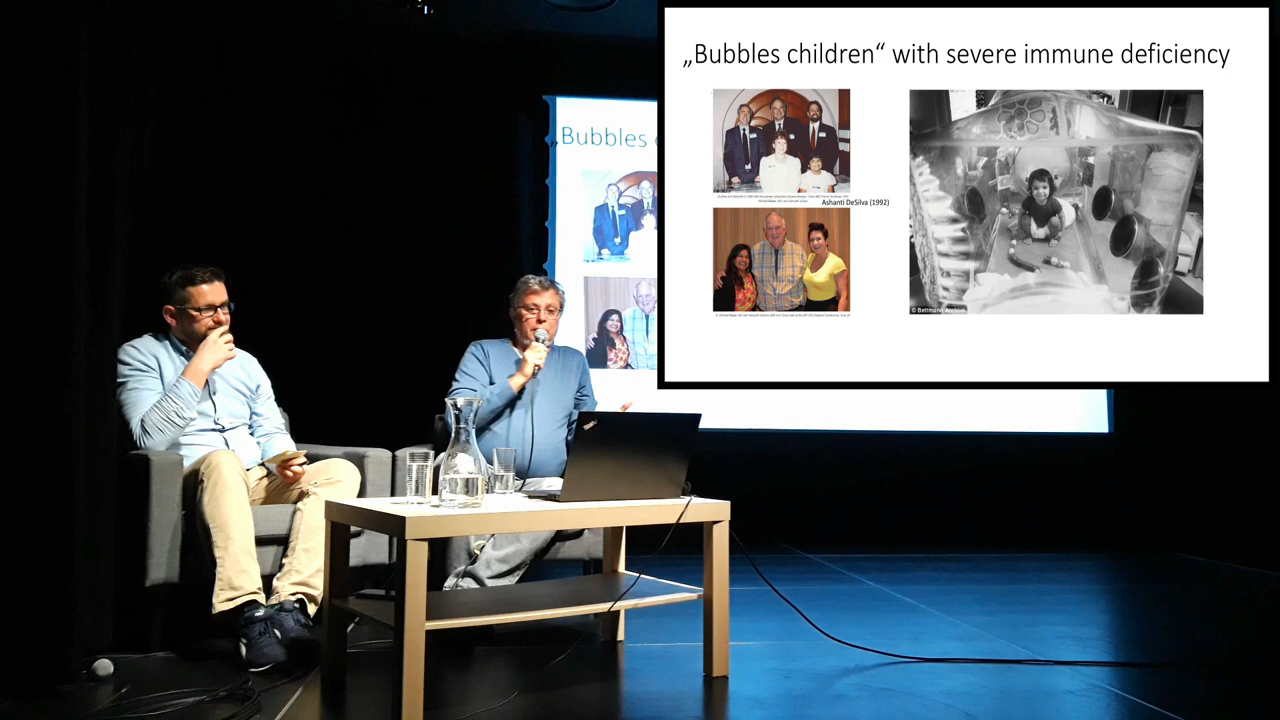 „Bubbles children“ with severe immune deficiency
Ashanti DeSilva (1992)
© Bettmann Archive
„Bubbles